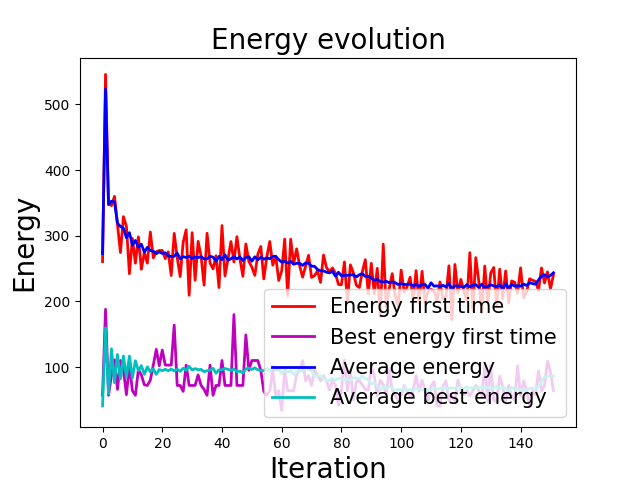 Energy evolution
Energy
500
400
300
200
100
Energy first time
Best energy first time
Average energy
Average best energy
0
20
40
60
80
100
120
140
Iteration